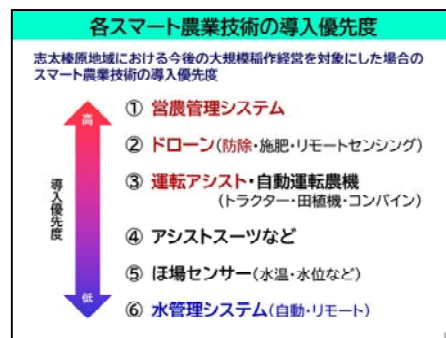 各スマート農業技術の導入優先度
志太榛原地域における今後の大規模稲作経営を対象にした場合の
スマート農業技術の導入優先度
高
導入優先度
低
① 営農管理システム
② ドローン(防除・施肥・リモートセンシング)
③ 運転アシスト・自動運転農機
(トラクター・田植機・コンバイン)
④ アシストスーツなど
⑤ ほ場センサー(水温・水位など)
⑥ 水管理システム(自動・リモート)